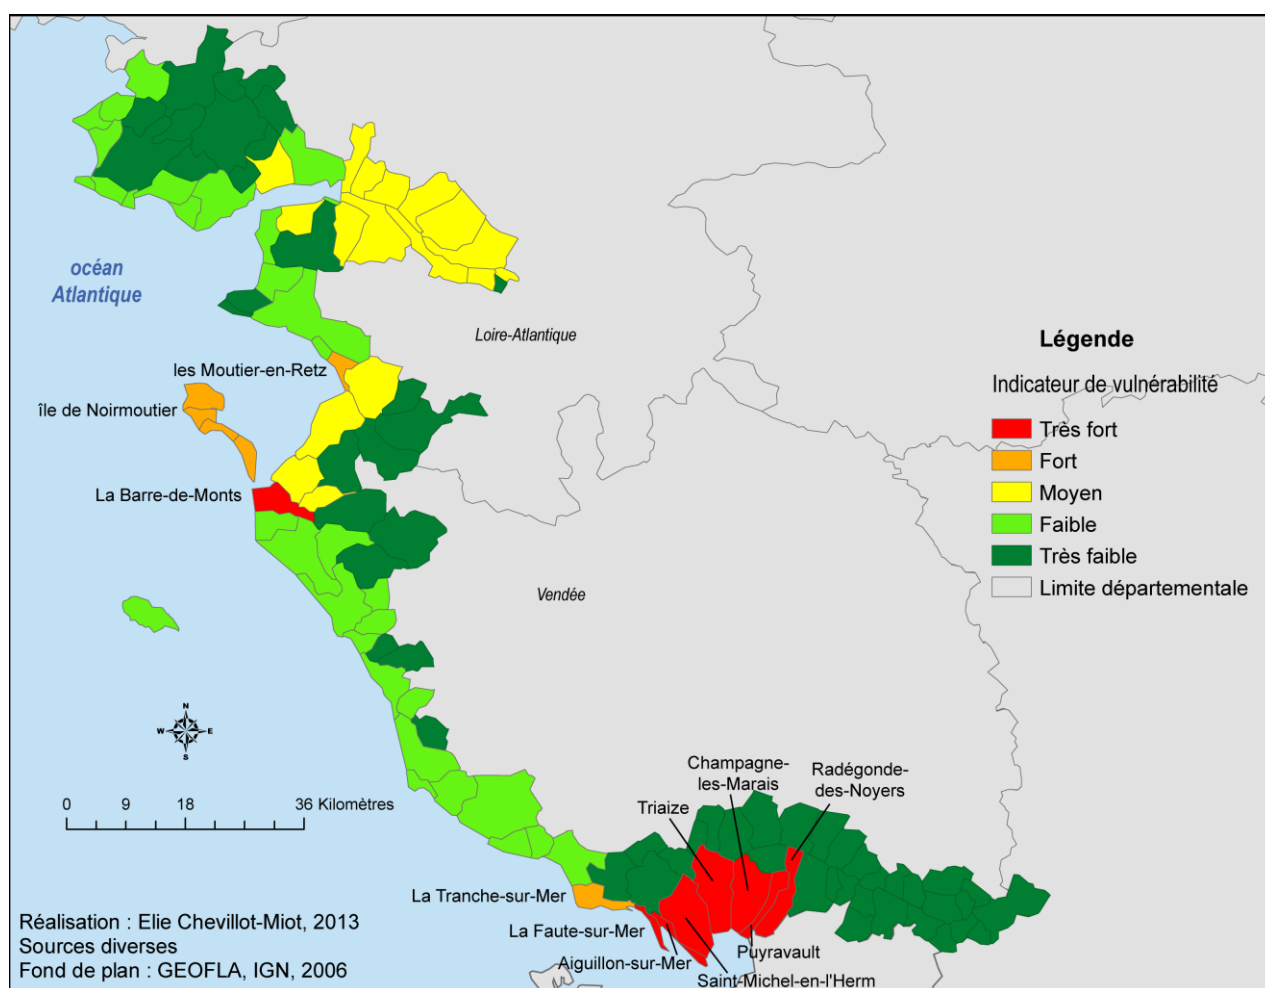 océan
Atlantique
Loire-Atlantique
les Moutier-en-Retz
île de Noirmoutier
La Barre-de-Monts
Vendée
Légende
Indicateur de vulnérabilité
Très fort
Fort
Moyen
Faible
Très faible
Limite départementale
N
W E
S
0 9 18 36 Kilomètres
Champagne-
les-Marais
Radégonde-
des-Noyers
Triaize
La Tranche-sur-Mer
La Faute-sur-Mer
Aiguillon-sur-Mer
Puyravault
Saint-Michel-en-l'Herm
Réalisation : Elie Chevillot-Miot, 2013
Sources diverses
Fond de plan : GEOFLA, IGN, 2006